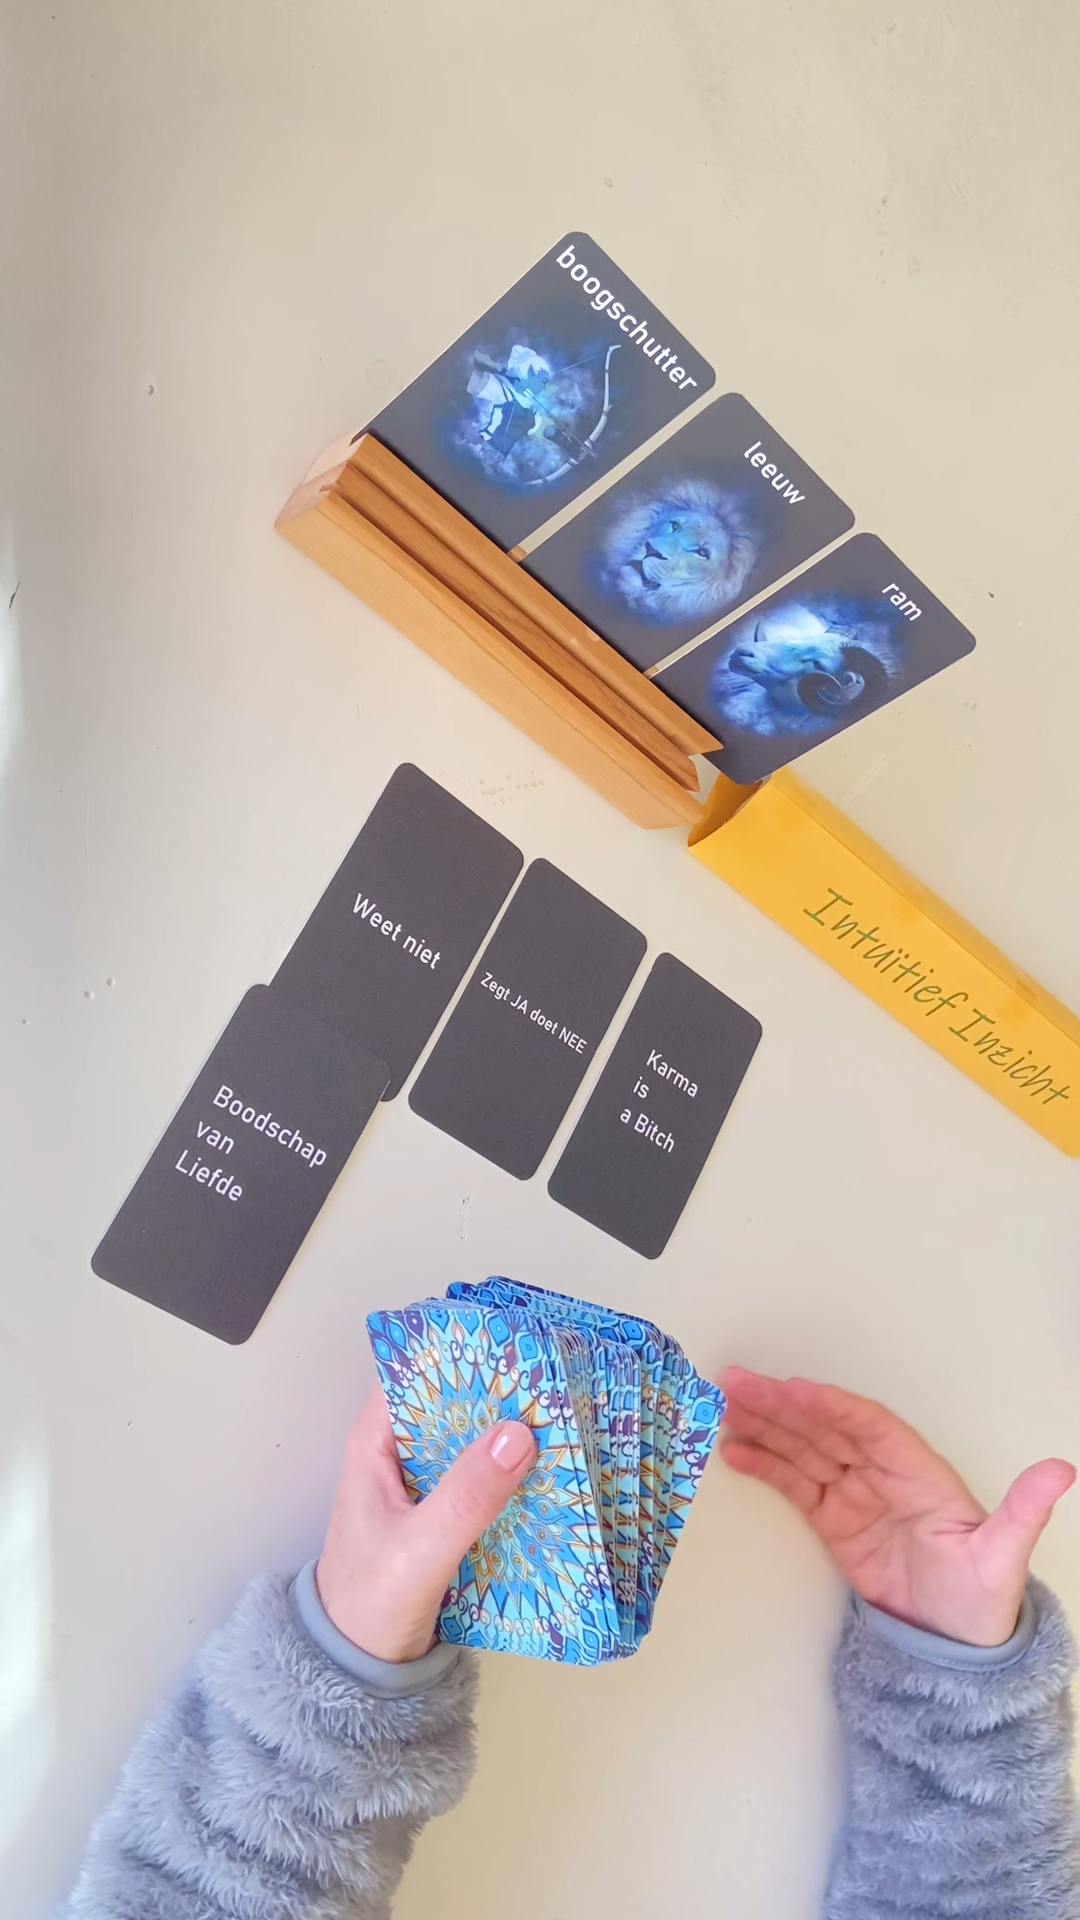 boogschutter
leeuw
ram
Intuïtief Inzicht
Weet niet
Zegt JA doet NEE
Karma
is
a Bitch
Boodschap
van
Liefde